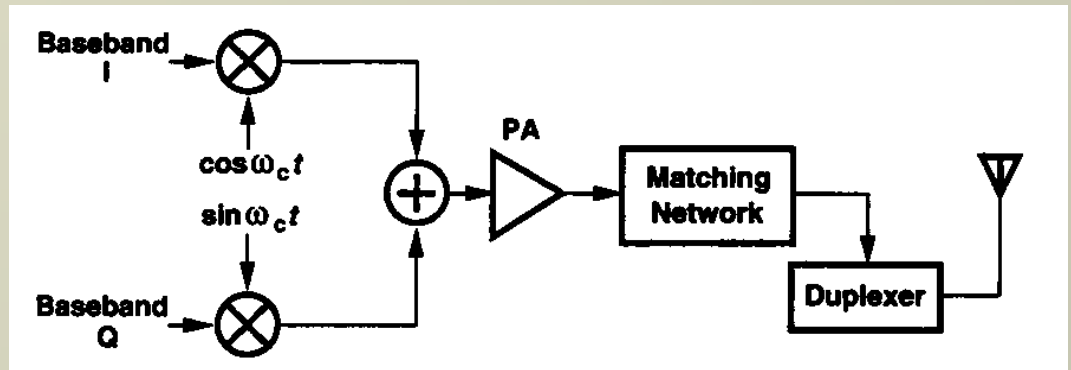 Baseband
I
cos ω_c t
sin ω_c t
Baseband
Q
PA
Matching
Network
Duplexer